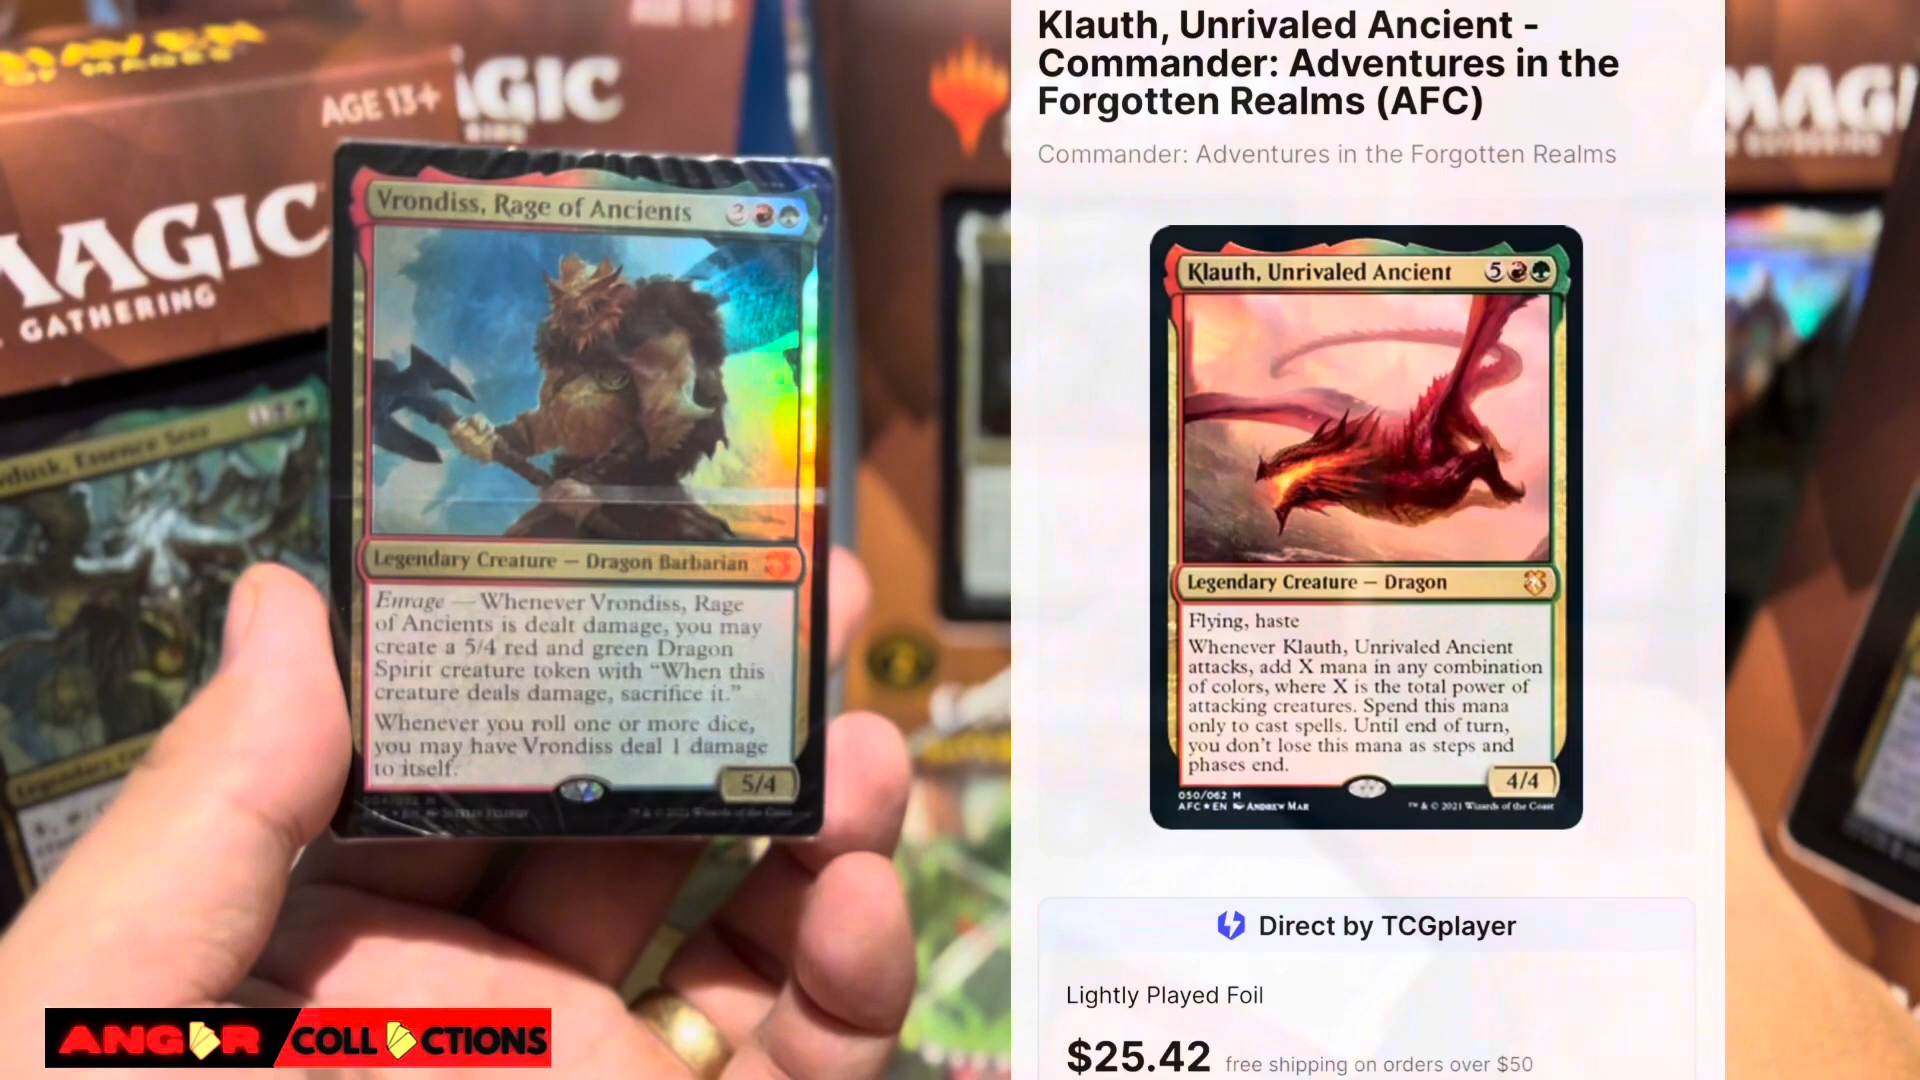 AGE 13+
MAGIC
GATHERING
AGIC
Vrondiss, Rage of Ancients 3
Legendary Creature — Dragon Barbarian
Enrage — Whenever Vrondiss, Rage
of Ancients is dealt damage, you may
create a 5/4 red and green Dragon
Spirit creature token with “When this
creature deals damage, sacrifice it.”
Whenever you roll one or more dice,
you may have Vrondiss deal 1 damage
to itself.
5/4
Essence Seer
ANGOR COLLECTIONS
Klauth, Unrivaled Ancient -
Commander: Adventures in the
Forgotten Realms (AFC)
Commander: Adventures in the Forgotten Realms
Klauth, Unrivaled Ancient 5
Legendary Creature — Dragon
Flying, haste
Whenever Klauth, Unrivaled Ancient
attacks, add X mana in any combination
of colors, where X is the total power of
attacking creatures. Spend this mana
only to cast spells. Until end of turn,
you don’t lose this mana as steps and
phases end.
4/4
050/062 M
AFC★EN Andrew Mar ™ & © 2021 Wizards of the Coast
Direct by TCGplayer
Lightly Played Foil
$25.42 free shipping on orders over $50
MAGI